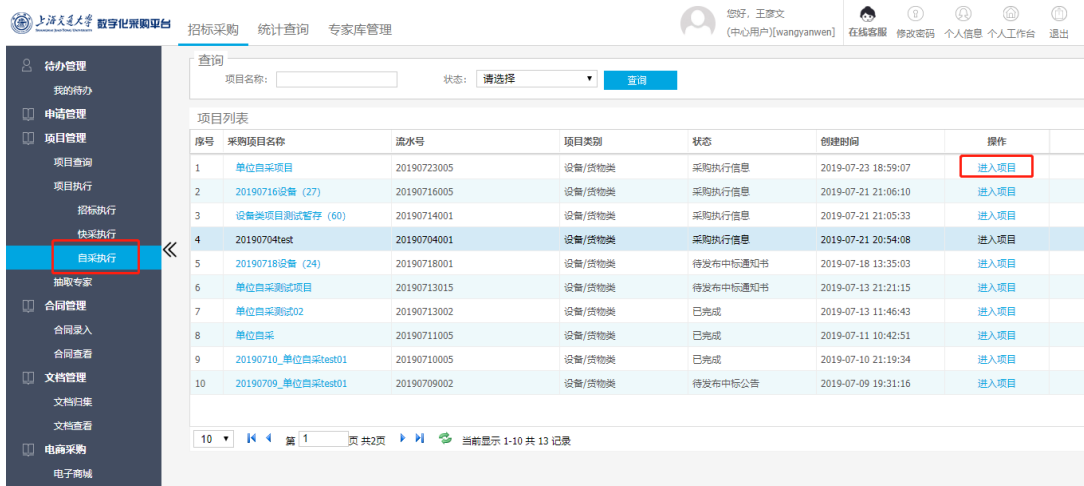 上海交通大学 数字化采购平台
招标采购 统计查询 专家库管理
您好，王彦文
(中心用户)[wangyanwen]
在线客服 修改密码 个人信息 个人工作台 退出
待办管理
我的待办
申请管理
项目管理
项目查询
项目执行
招标执行
快采执行
自采执行
抽取专家
合同管理
合同录入
合同查看
文档管理
文档归集
文档查看
电商采购
电子商城
查询
项目名称： 状态： 请选择 查询
项目列表
序号 采购项目名称 流水号 项目类别 状态 创建时间 操作
1 单位自采项目 20190723005 设备/货物类 采购执行信息 2019-07-23 18:59:07 进入项目
2 20190716设备（27） 20190716005 设备/货物类 采购执行信息 2019-07-21 21:06:10 进入项目
3 设备类项目测试暂存（60） 20190714001 设备/货物类 采购执行信息 2019-07-21 21:05:33 进入项目
4 20190704test 20190704001 设备/货物类 采购执行信息 2019-07-21 20:54:08 进入项目
5 20190718设备（24） 20190718001 设备/货物类 待发布中标通知书 2019-07-18 13:35:03 进入项目
6 单位自采测试项目 20190713015 设备/货物类 待发布中标通知书 2019-07-13 21:21:15 进入项目
7 单位自采测试02 20190713002 设备/货物类 已完成 2019-07-13 11:46:43 进入项目
8 单位自采 20190711005 设备/货物类 已完成 2019-07-11 10:42:51 进入项目
9 20190710_单位自采test01 20190710005 设备/货物类 已完成 2019-07-10 21:19:34 进入项目
10 20190709_单位自采test01 20190709002 设备/货物类 待发布中标公告 2019-07-09 19:31:16 进入项目
10 第 1 页 共2页 当前显示 1-10 共 13 记录